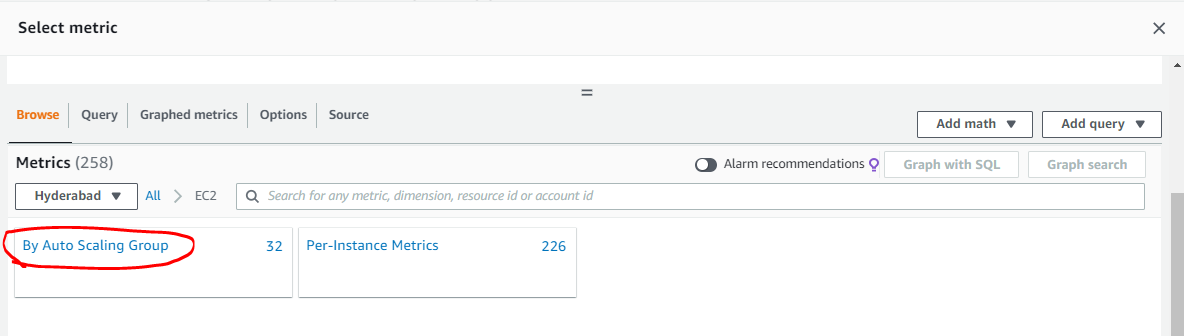 Select metric
Browse Query Graphed metrics Options Source
Add math Add query
Metrics (258)
Alarm recommendations Graph with SQL Graph search
Hyderabad All EC2 Search for any metric, dimension, resource id or account id
By Auto Scaling Group 32 Per-Instance Metrics 226